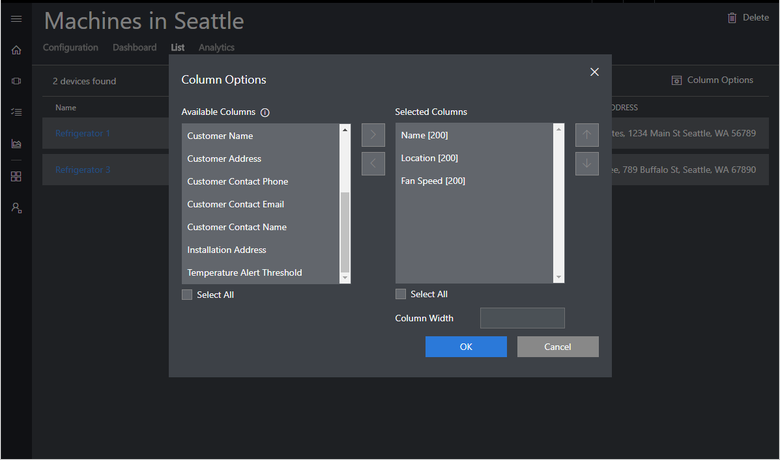 Machines in Seattle
Delete
Configuration Dashboard List Analytics
2 devices found
Column Options
Name
DDRESS
Refrigerator 1
tes, 1234 Main St Seattle, WA 56789
Refrigerator 3
ee, 789 Buffalo St, Seattle, WA 67890
Column Options
Available Columns
Selected Columns
Customer Name
Customer Address
Customer Contact Phone
Customer Contact Email
Customer Contact Name
Installation Address
Temperature Alert Threshold
Name [200]
Location [200]
Fan Speed [200]
Select All
Select All
Column Width
OK
Cancel